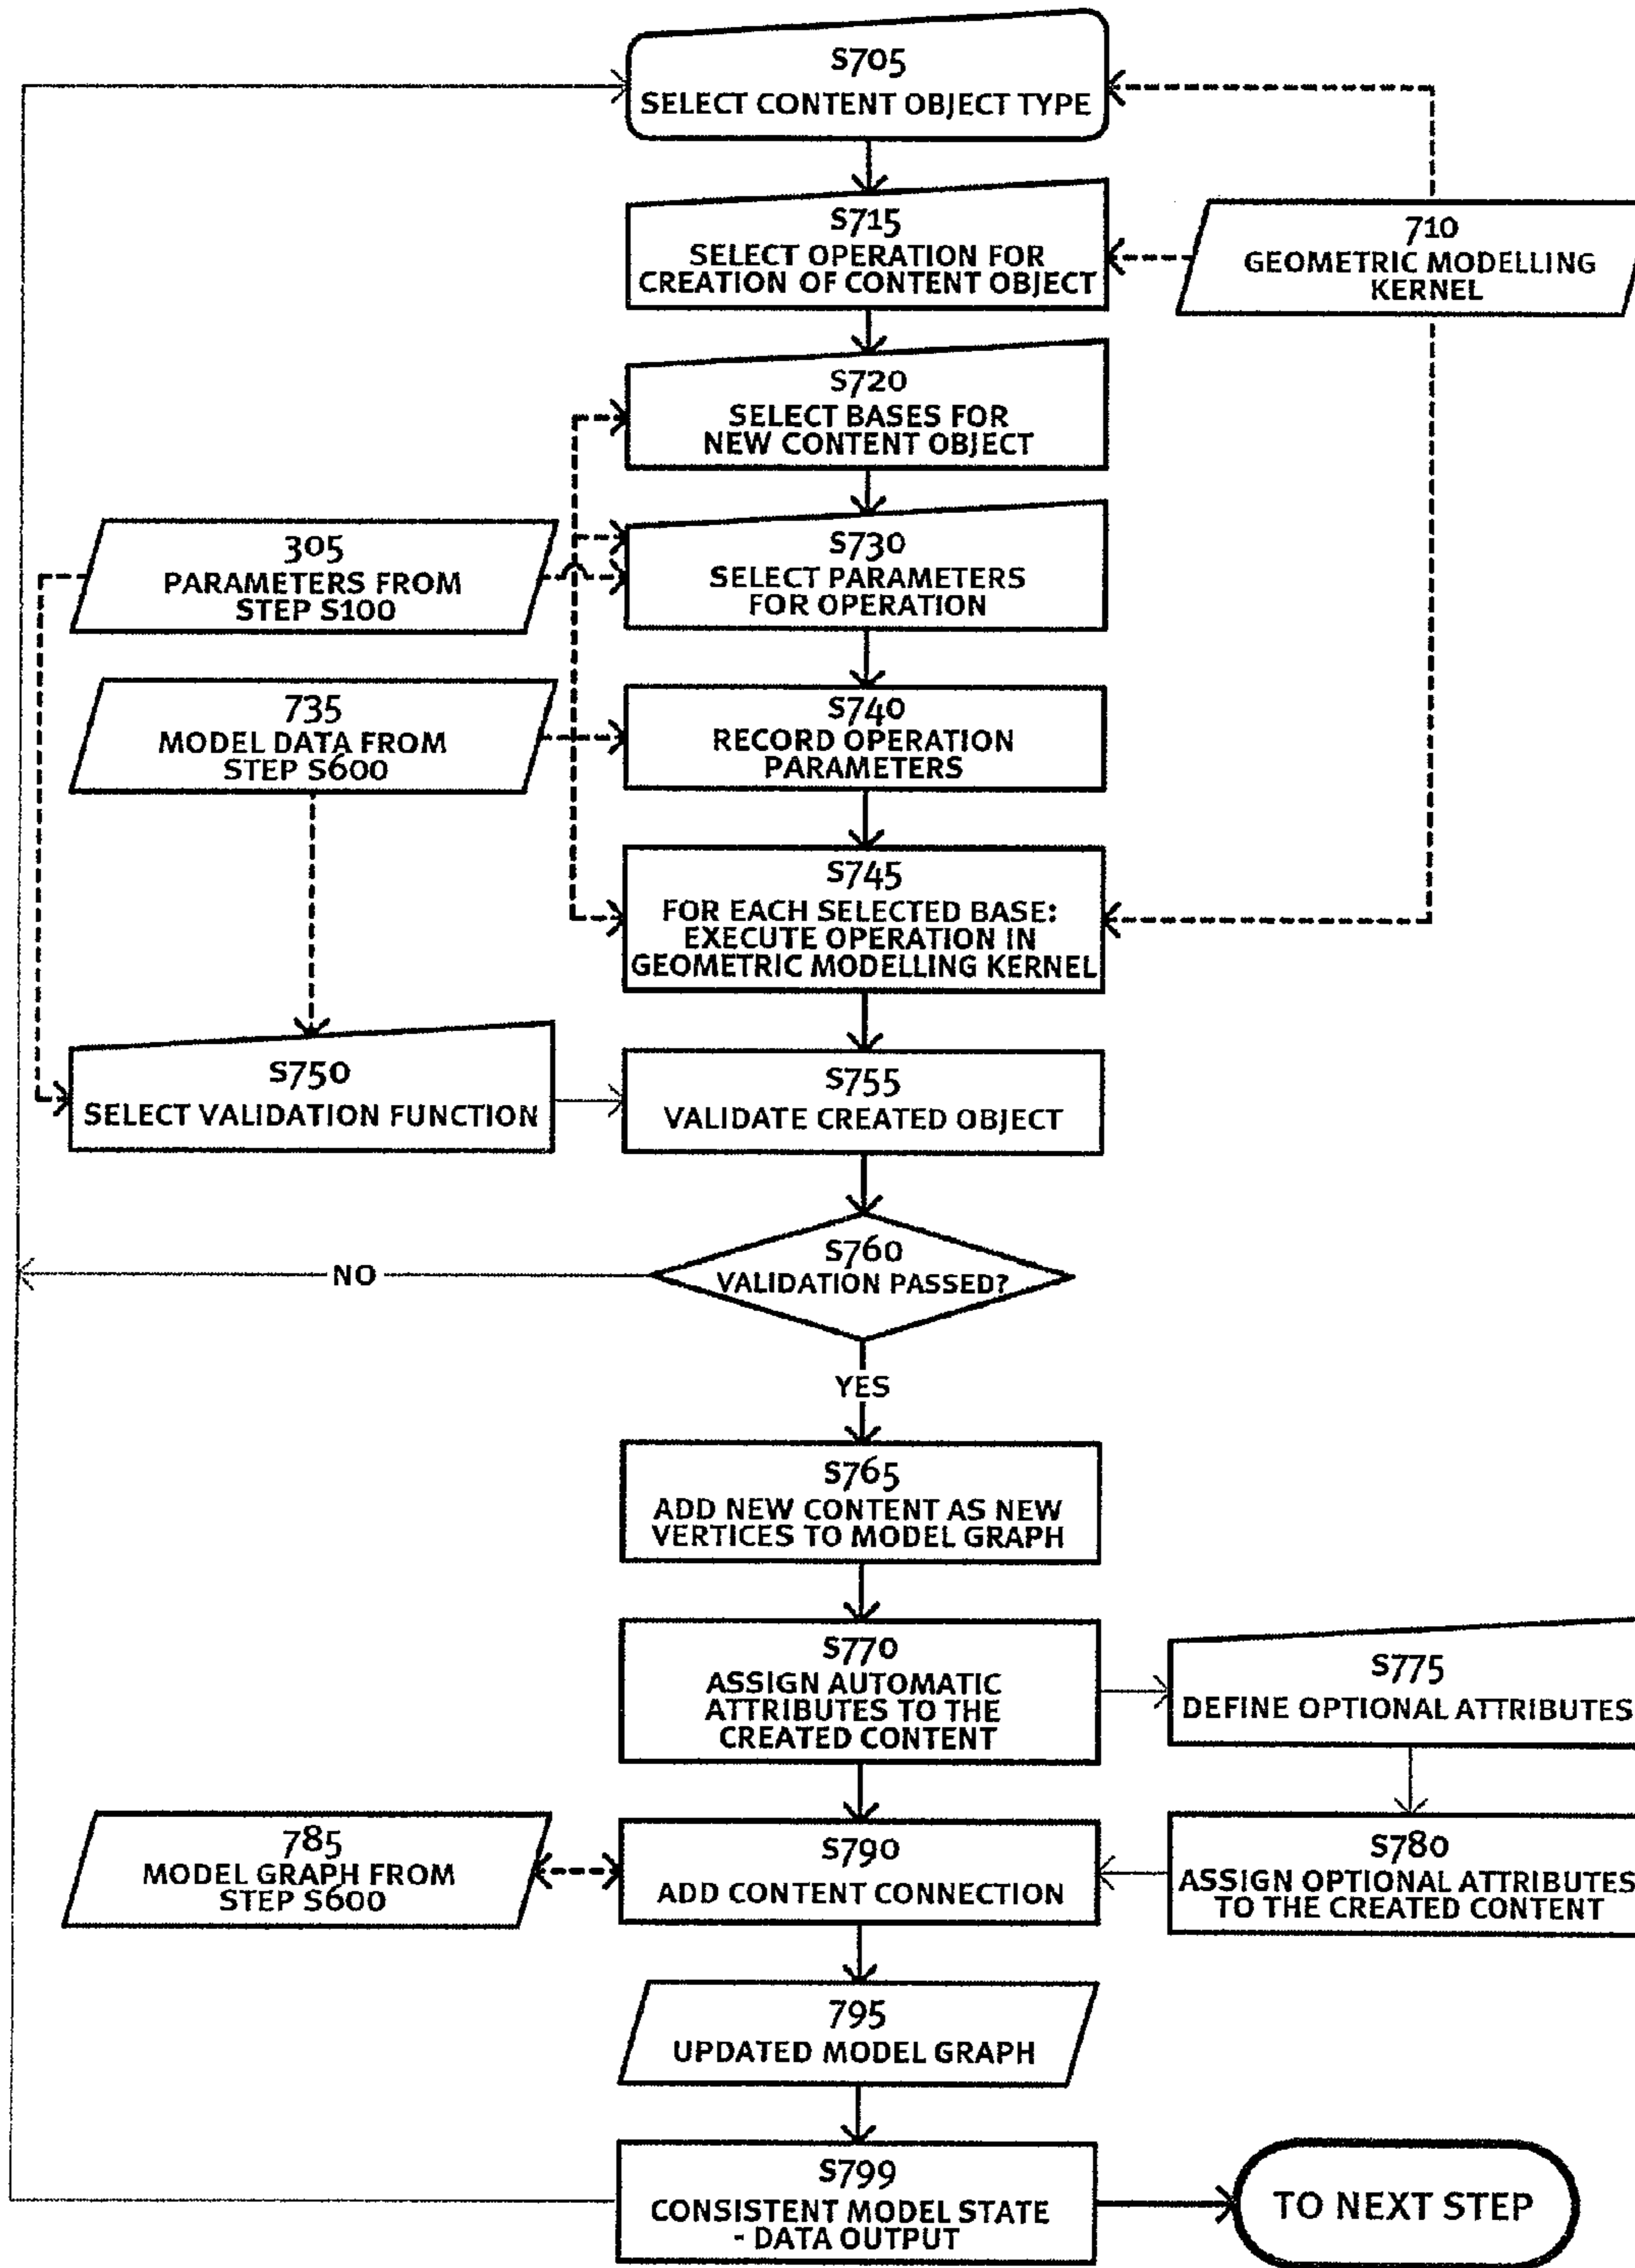 S705
SELECT CONTENT OBJECT TYPE
S715
SELECT OPERATION FOR
CREATION OF CONTENT OBJECT
710
GEOMETRIC MODELLING
KERNEL
S720
SELECT BASES FOR
NEW CONTENT OBJECT
305
PARAMETERS FROM
STEP S100
S730
SELECT PARAMETERS
FOR OPERATION
735
MODEL DATA FROM
STEP S600
S740
RECORD OPERATION
PARAMETERS
S745
FOR EACH SELECTED BASE:
EXECUTE OPERATION IN
GEOMETRIC MODELLING KERNEL
S750
SELECT VALIDATION FUNCTION
S755
VALIDATE CREATED OBJECT
S760
VALIDATION PASSED?
NO
YES
S765
ADD NEW CONTENT AS NEW
VERTICES TO MODEL GRAPH
S770
ASSIGN AUTOMATIC
ATTRIBUTES TO THE
CREATED CONTENT
S775
DEFINE OPTIONAL ATTRIBUTES
785
MODEL GRAPH FROM
STEP S600
S790
ADD CONTENT CONNECTION
S780
ASSIGN OPTIONAL ATTRIBUTES
TO THE CREATED CONTENT
795
UPDATED MODEL GRAPH
S799
CONSISTENT MODEL STATE
- DATA OUTPUT
TO NEXT STEP